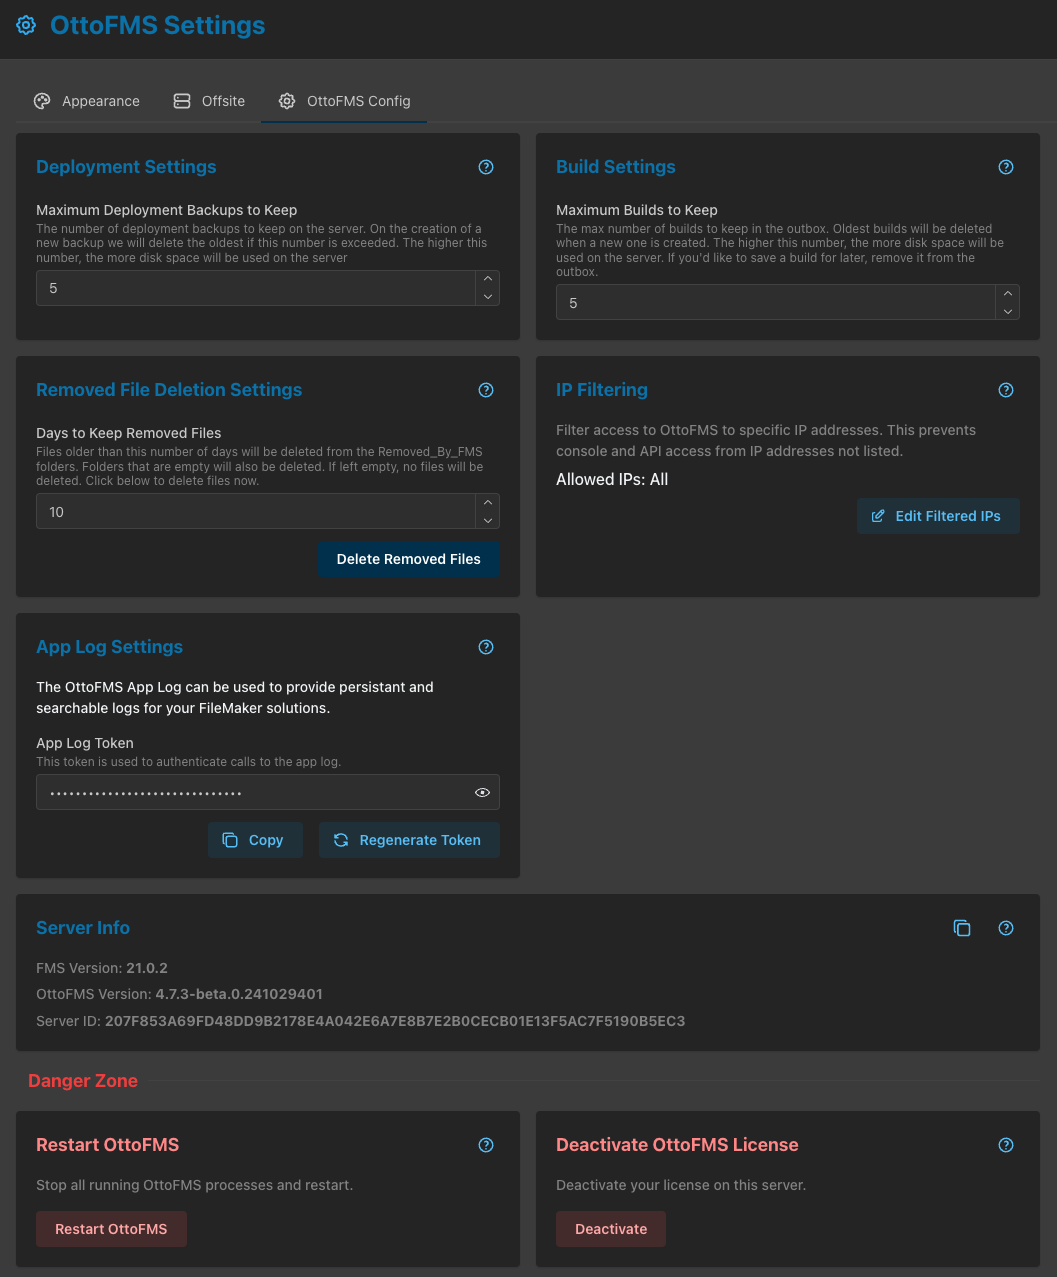 OttoFMS Settings
Appearance
Offsite
OttoFMS Config
Deployment Settings
Maximum Deployment Backups to Keep
The number of deployment backups to keep on the server. On the creation of a
new backup we will delete the oldest if this number is exceeded. The higher this
number, the more disk space will be used on the server
5
Build Settings
Maximum Builds to Keep
The max number of builds to keep in the outbox. Oldest builds will be deleted
when a new one is created. The higher this number, the more disk space will be
used on the server. If you'd like to save a build for later, remove it from the
outbox.
5
Removed File Deletion Settings
Days to Keep Removed Files
Files older than this number of days will be deleted from the Removed_By_FMS
folders. Folders that are empty will also be deleted. If left empty, no files will be
deleted. Click below to delete files now.
10
Delete Removed Files
IP Filtering
Filter access to OttoFMS to specific IP addresses. This prevents
console and API access from IP addresses not listed.
Allowed IPs: All
Edit Filtered IPs
App Log Settings
The OttoFMS App Log can be used to provide persistant and
searchable logs for your FileMaker solutions.
App Log Token
This token is used to authenticate calls to the app log.
Copy
Regenerate Token
Server Info
FMS Version: 21.0.2
OttoFMS Version: 4.7.3-beta.0.241029401
Server ID: 207F853A69FD48DD9B2178E4A042E6A7E8B7E2B0CECB01E13F5AC7F5190B5EC3
Danger Zone
Restart OttoFMS
Stop all running OttoFMS processes and restart.
Restart OttoFMS
Deactivate OttoFMS License
Deactivate your license on this server.
Deactivate